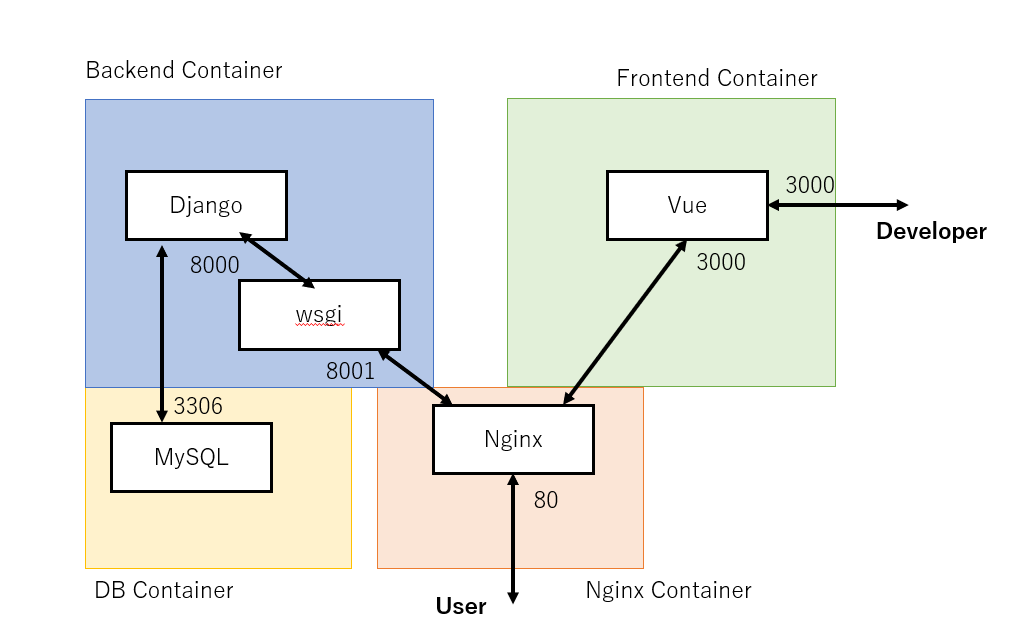 Backend Container
Frontend Container
Django
Vue
3000
Developer
8000
3000
wsgi
8001
3306
MySQL
Nginx
80
DB Container
User
Nginx Container